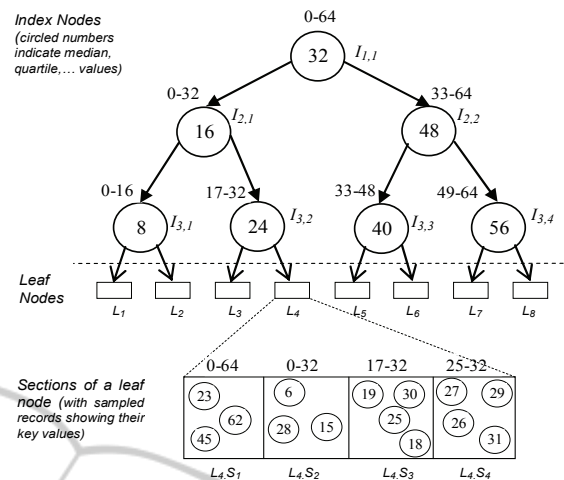 Index Nodes
(circled numbers
indicate median,
quartile,… values)
0-64
32
I1,1
0-32
33-64
16
I2,1
48
I2,2
0-16
17-32
33-48
49-64
8
I3,1
24
I3,2
40
I3,3
56
I3,4
Leaf
Nodes
L1
L2
L3
L4
L5
L6
L7
L8
Sections of a leaf
node (with sampled
records showing their
key values)
0-64
0-32
17-32
25-32
23
62
45
6
28
15
19
30
25
18
27
29
26
31
L4.S1
L4.S2
L4.S3
L4.S4